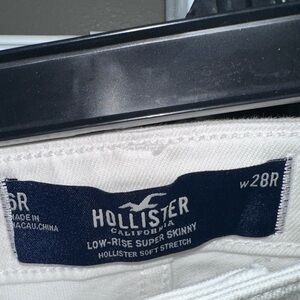 5R
MADE IN
MACAU.CHINA
HOLLISTER
CALIFORNIA
LOW-RISE SUPER SKINNY
HOLLISTER SOFT STRETCH
W28R